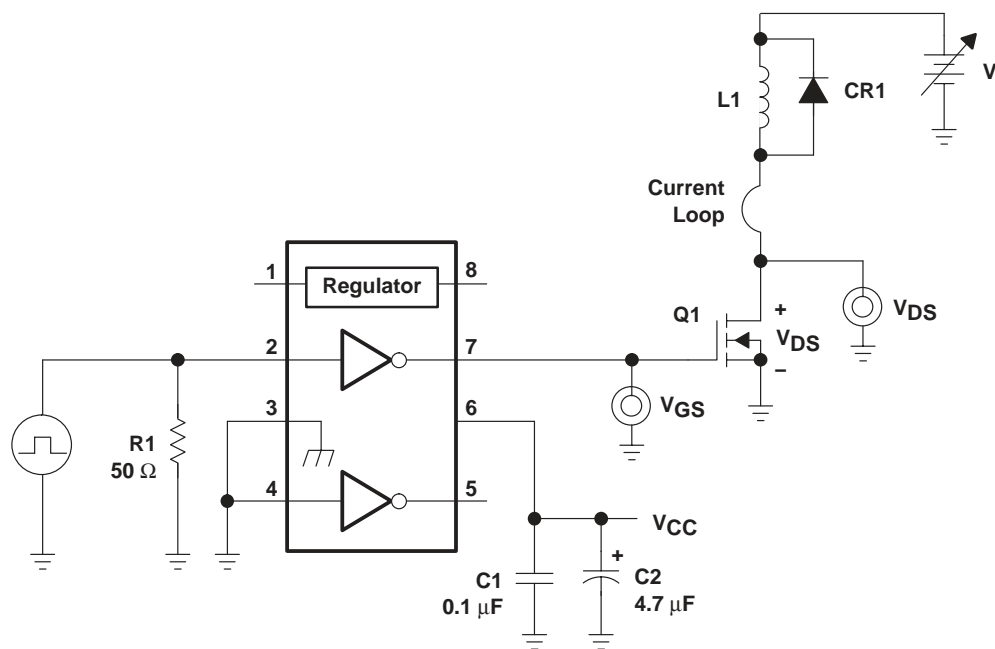 L1
CR1
V
Current
Loop
1
Regulator
8
Q1
+
VDS
–
VDS
2
7
3
6
VGS
R1
50 Ω
4
5
VCC
C1
0.1 μF
+
C2
4.7 μF